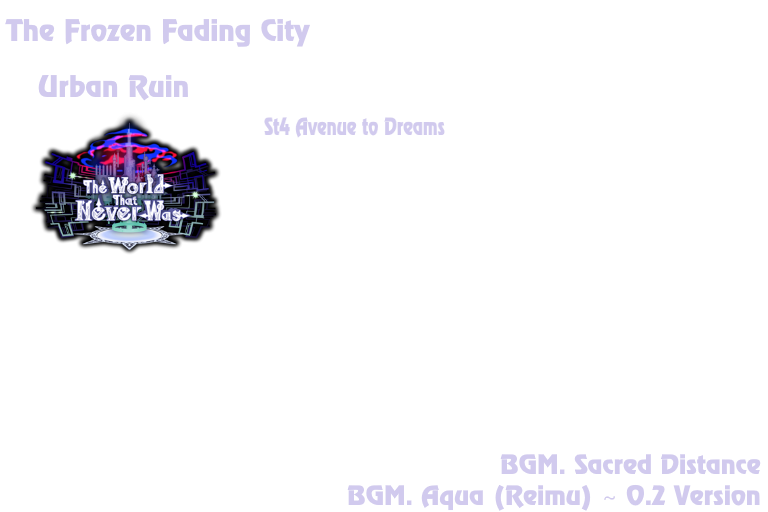 The Frozen Fading City
Urban Ruin
St4 Avenue to Dreams
The World
That
Never Was
BGM. Sacred Distance
BGM. Aqua (Reimu) ~ 0.2 Version